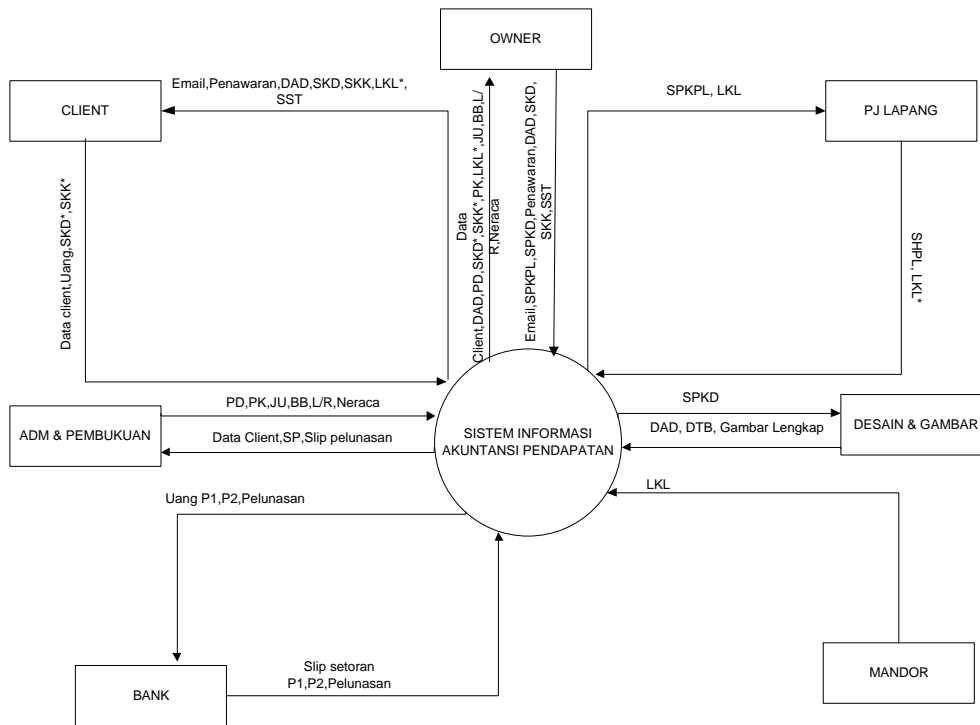 OWNER
Email,Penawaran,DAD,SKD,SKK,LKL*,
SST
CLIENT
SPKPL, LKL
PJ LAPANG
Data client,Uang,SKD*,SKK*
Data
Client,DAD,PD,SKD*,SKK*,PK,LKL*,JU,BB,L/
R,Neraca
Email,SPKPL,SPKD,Penawaran,DAD,SKD,
SKK,SST
SHPL, LKL*
PD,PK,JU,BB,L/R,Neraca
ADM & PEMBUKUAN
Data Client,SP,Slip pelunasan
SISTEM INFORMASI
AKUNTANSI PENDAPATAN
SPKD
DAD, DTB, Gambar Lengkap
DESAIN & GAMBAR
LKL
Uang P1,P2,Pelunasan
Slip setoran
P1,P2,Pelunasan
BANK
MANDOR